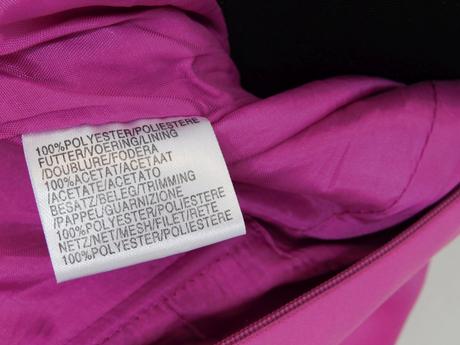 100%POLYESTER/POLIESTERE
FUTTER/VOERING/LINING
/DOUBLURE/FODERA
100%ACETAT/ACETAAT
/ACETATE/ACETATO
BESATZ/BELEG/TRIMMING
/PAPPEL/GUARNIZIONE
100%POLYESTER/POLIESTERE
NETZ/NET/MESH/FILET/RETE
100%POLYESTER/POLIESTERE